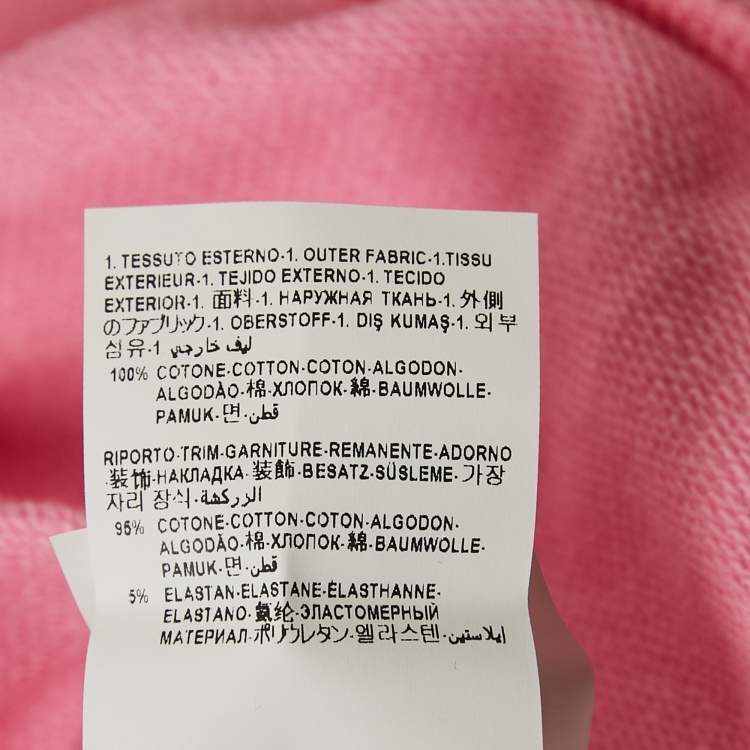 1. TESSUTO ESTERNO-1. OUTER FABRIC-1.TISSU
EXTERIEUR-1. TEJIDO EXTERNO-1. TECIDO
EXTERIOR-1. 面料-1. НАРУЖНАЯ ТКАНЬ-1. 外側
のファブリック-1. OBERSTOFF-1. DIŞ KUMAŞ-1. 외부
섬유-1 ليف خارجي
100% COTONE-COTTON-COTON-ALGODON-
ALGODÃO-棉-ХЛОПОК-綿-BAUMWOLLE-
PAMUK-면-قطن
RIPORTO-TRIM-GARNITURE-REMANENTE-ADORNO
-装饰-НАКЛАДКА-装飾-BESATZ-SÜSLEME-가장
자리 장식-الزركشة
95% COTONE-COTTON-COTON-ALGODON-
ALGODÃO-棉-ХЛОПОК-綿-BAUMWOLLE-
PAMUK-면-قطن
5% ELASTAN-ELASTANE-ÉLASTHANNE-
ELASTANO-氨纶-ЭЛАСТОМЕРНЫЙ
МАТЕРИАЛ-ポリウレタン-엘라스텐-ايلاستين